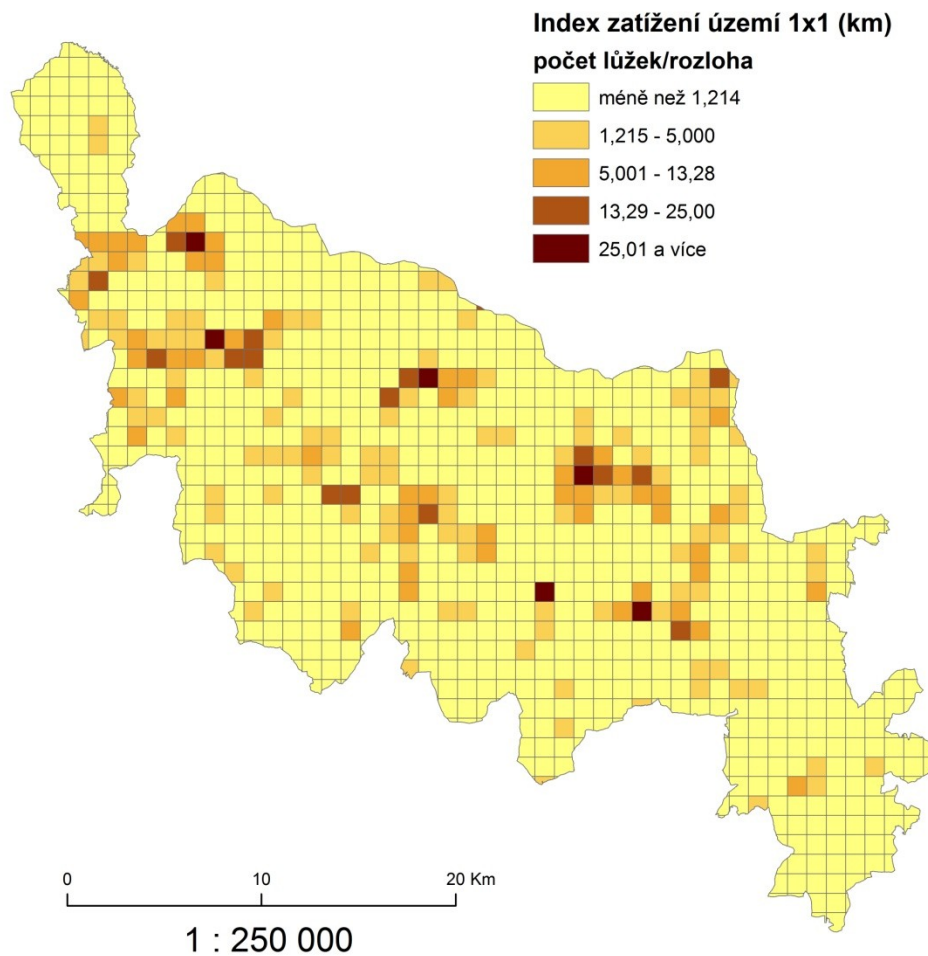 Index zatížení území 1x1 (km)
počet lůžek/rozloha
méně než 1,214
1,215 - 5,000
5,001 - 13,28
13,29 - 25,00
25,01 a více
0 10 20 Km
1 : 250 000